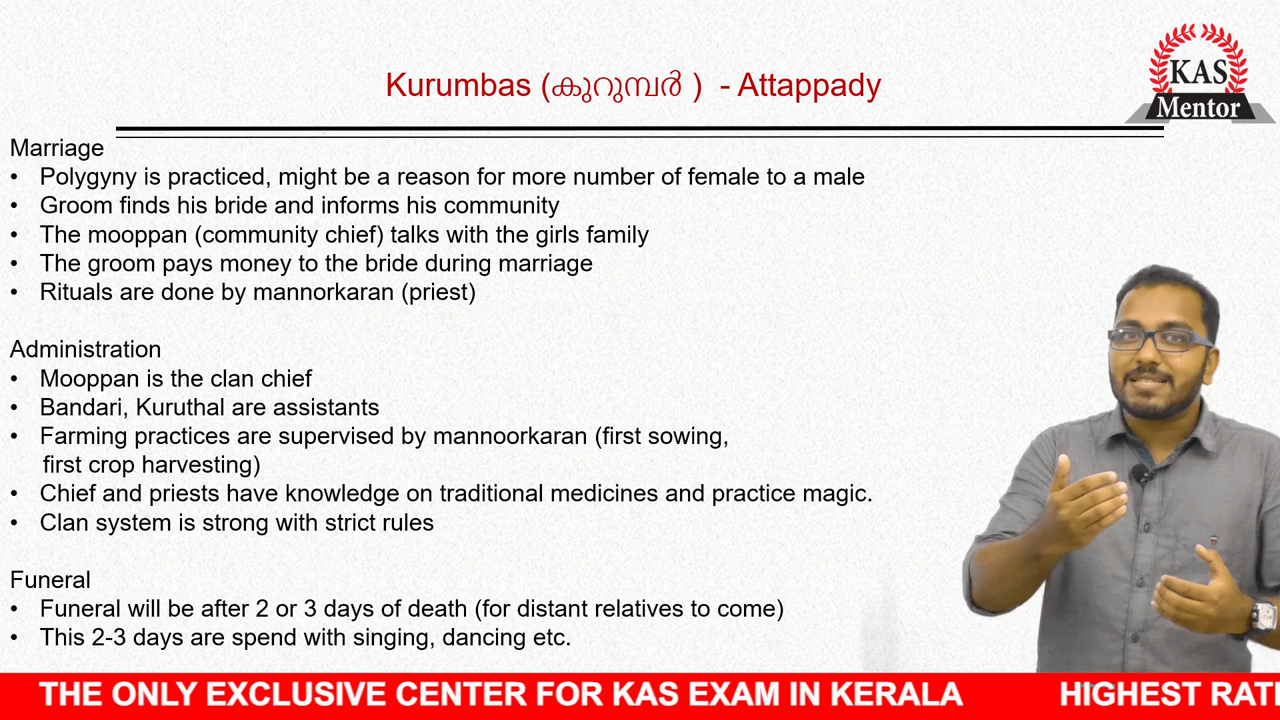 KAS
Mentor
Kurumbas (കുറുമ്പർ ) - Attappady
Marriage
• Polygyny is practiced, might be a reason for more number of female to a male
• Groom finds his bride and informs his community
• The mooppan (community chief) talks with the girls family
• The groom pays money to the bride during marriage
• Rituals are done by mannorkaran (priest)
Administration
• Mooppan is the clan chief
• Bandari, Kuruthal are assistants
• Farming practices are supervised by mannoorkaran (first sowing,
first crop harvesting)
• Chief and priests have knowledge on traditional medicines and practice magic.
• Clan system is strong with strict rules
Funeral
• Funeral will be after 2 or 3 days of death (for distant relatives to come)
• This 2-3 days are spend with singing, dancing etc.
THE ONLY EXCLUSIVE CENTER FOR KAS EXAM IN KERALA HIGHEST